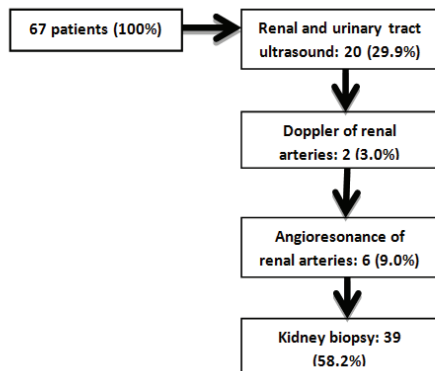 67 patients (100%)
Renal and urinary tract
ultrasound: 20 (29.9%)
Doppler of renal
arteries: 2 (3.0%)
Angioresonance of
renal arteries: 6 (9.0%)
Kidney biopsy: 39
(58.2%)